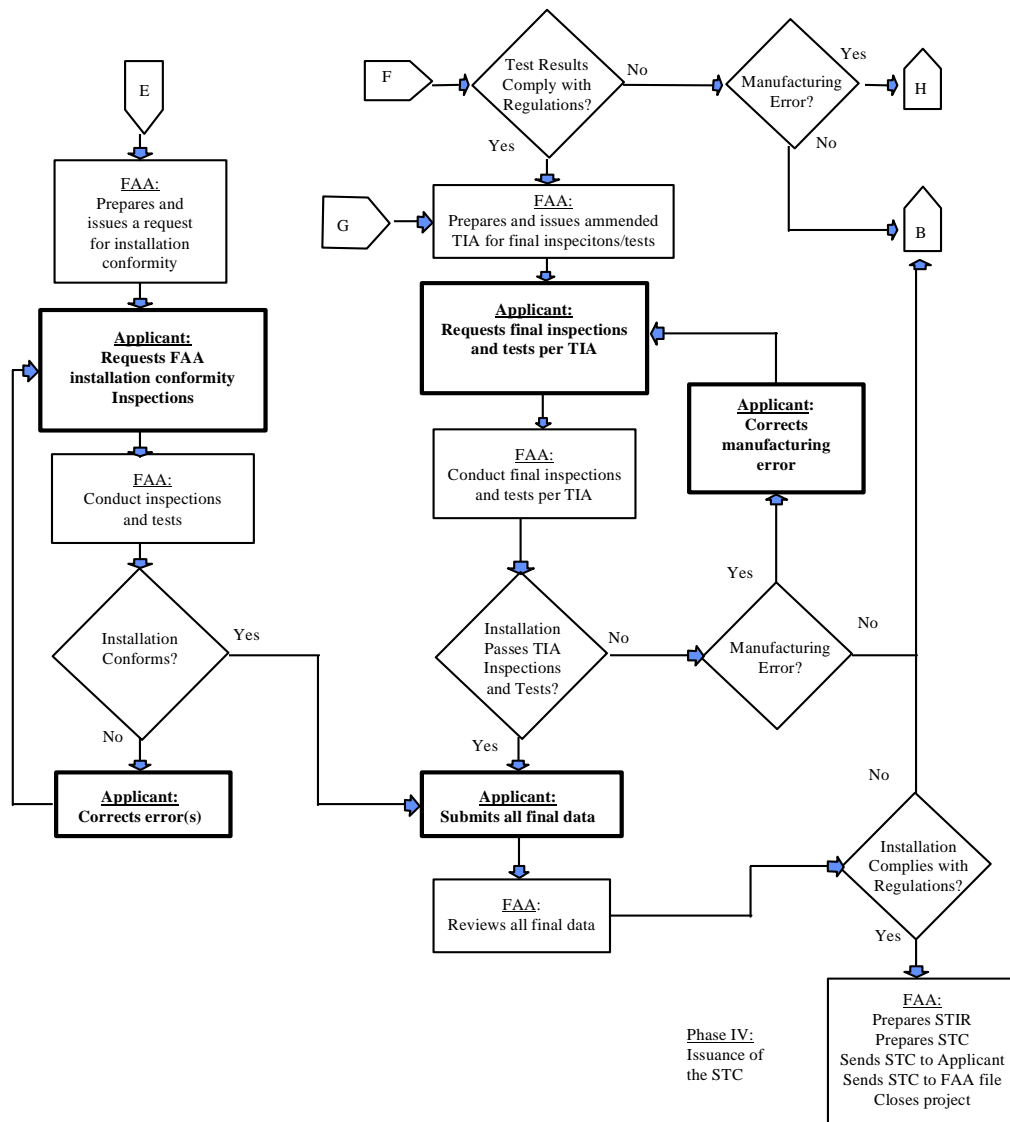 E
FAA:
Prepares and
issues a request
for installation
conformity
Applicant:
Requests FAA
installation conformity
Inspections
FAA:
Conduct inspections
and tests
Installation
Conforms?
Yes
No
Applicant:
Corrects error(s)
F
Test Results
Comply with
Regulations?
No
Yes
Manufacturing
Error?
Yes
H
No
B
G
FAA:
Prepares and issues ammended
TIA for final inspecitons/tests
Applicant:
Requests final inspections
and tests per TIA
FAA:
Conduct final inspections
and tests per TIA
Applicant:
Corrects
manufacturing
error
Installation
Passes TIA
Inspections
and Tests?
No
Yes
Manufacturing
Error?
Yes
No
Applicant:
Submits all final data
FAA:
Reviews all final data
Installation
Complies with
Regulations?
No
Yes
Phase IV:
Issuance of
the STC
FAA:
Prepares STIR
Prepares STC
Sends STC to Applicant
Sends STC to FAA file
Closes project